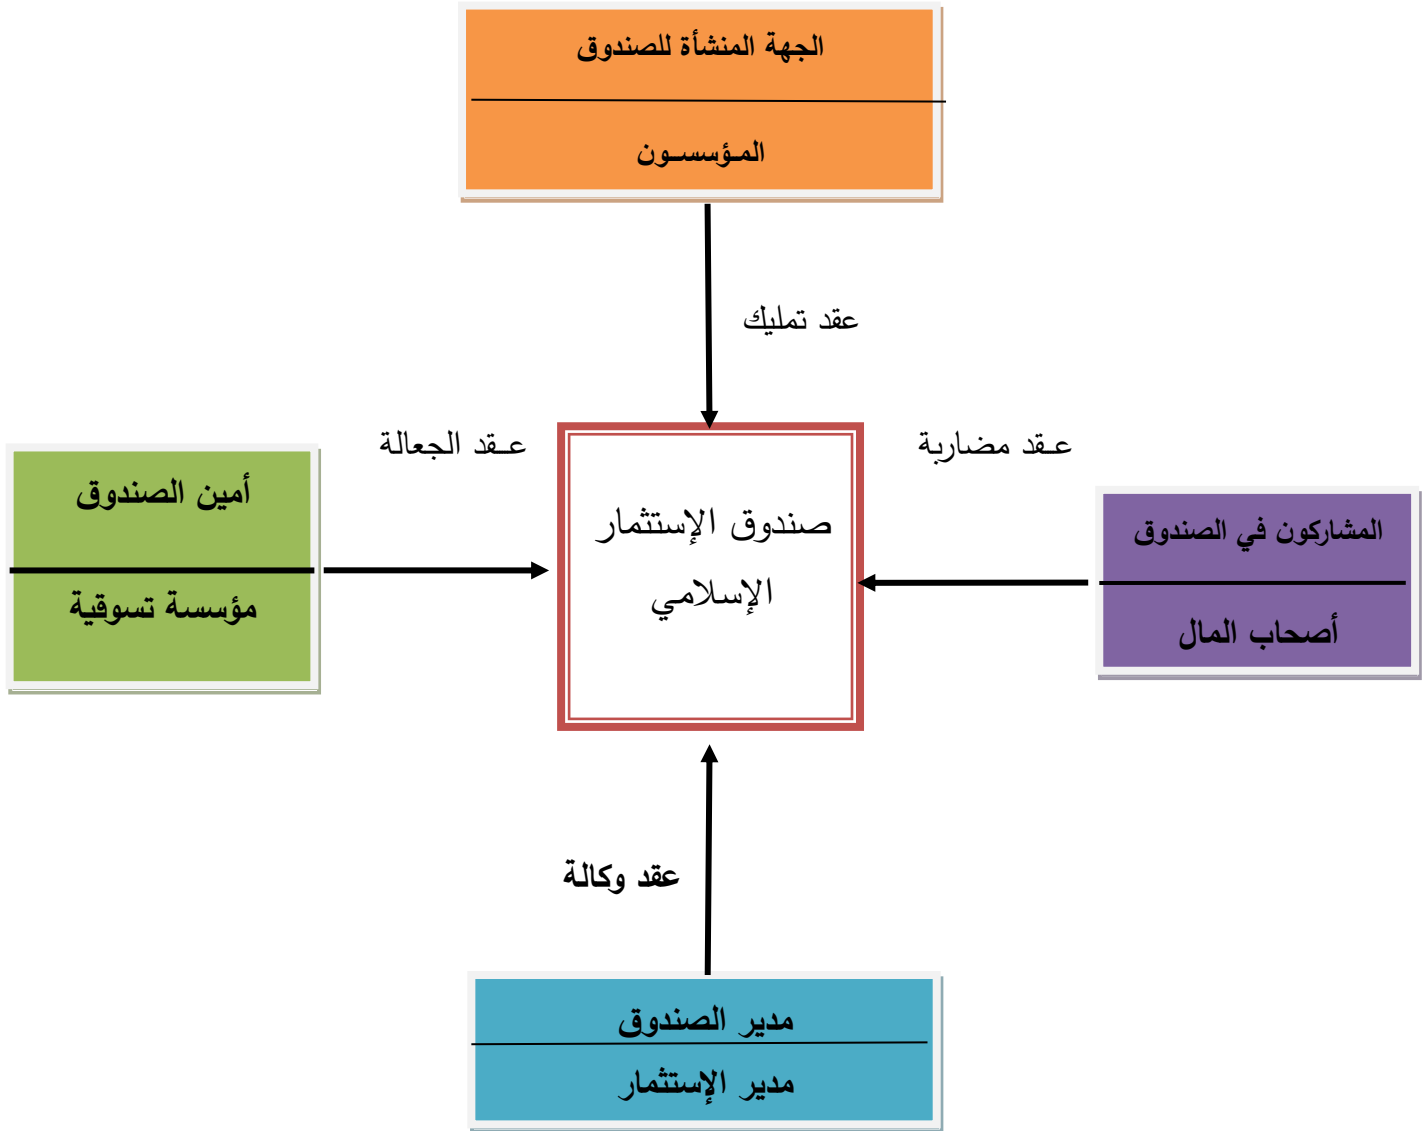 الجهة المنشأة للصندوق
المـؤسسـون
عقد تمليك
عـقد مضاربة
عـقد الجعالة
المشاركون في الصندوق
أصحاب المال
صندوق الإستثمار
الإسلامي
أمين الصندوق
مؤسسة تسوقية
عقد وكالة
مدير الصندوق
مدير الإستثمار